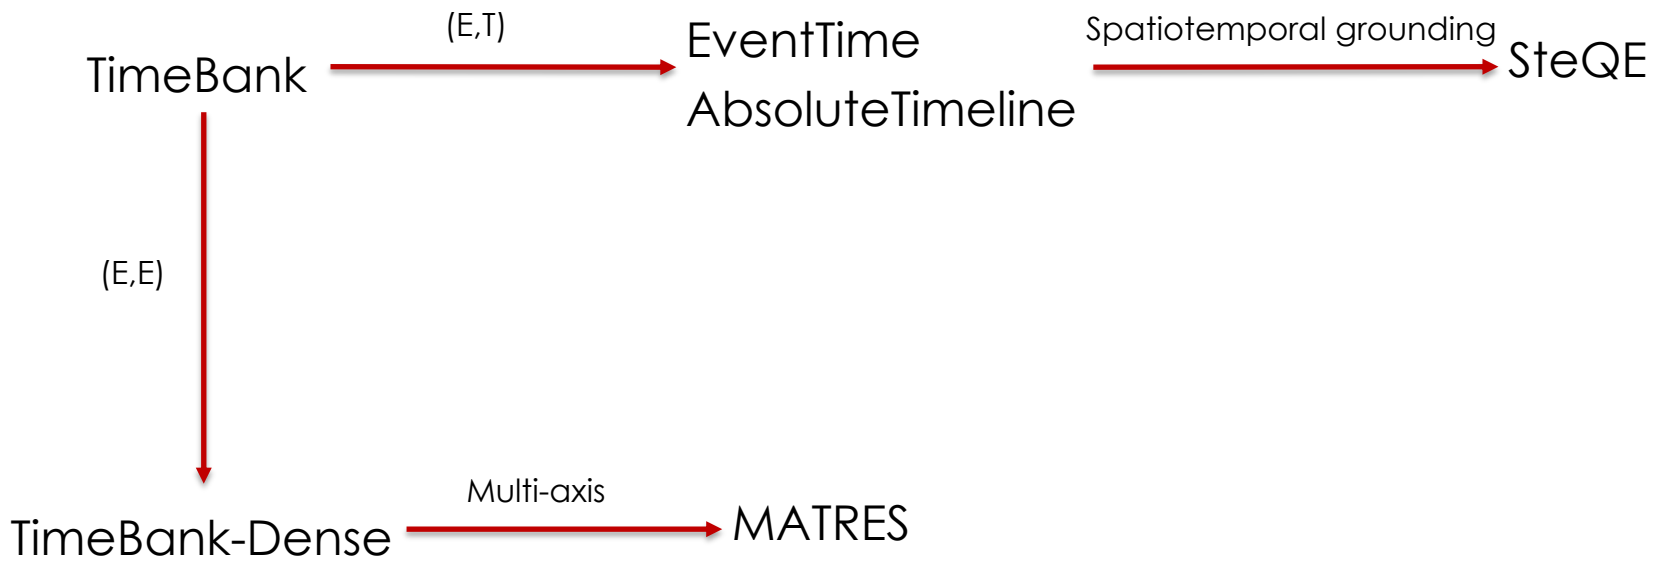 (E,T)
EventTime
Spatiotemporal grounding
SteQE
TimeBank
AbsoluteTimeline
(E,E)
Multi-axis
MATRES
TimeBank-Dense